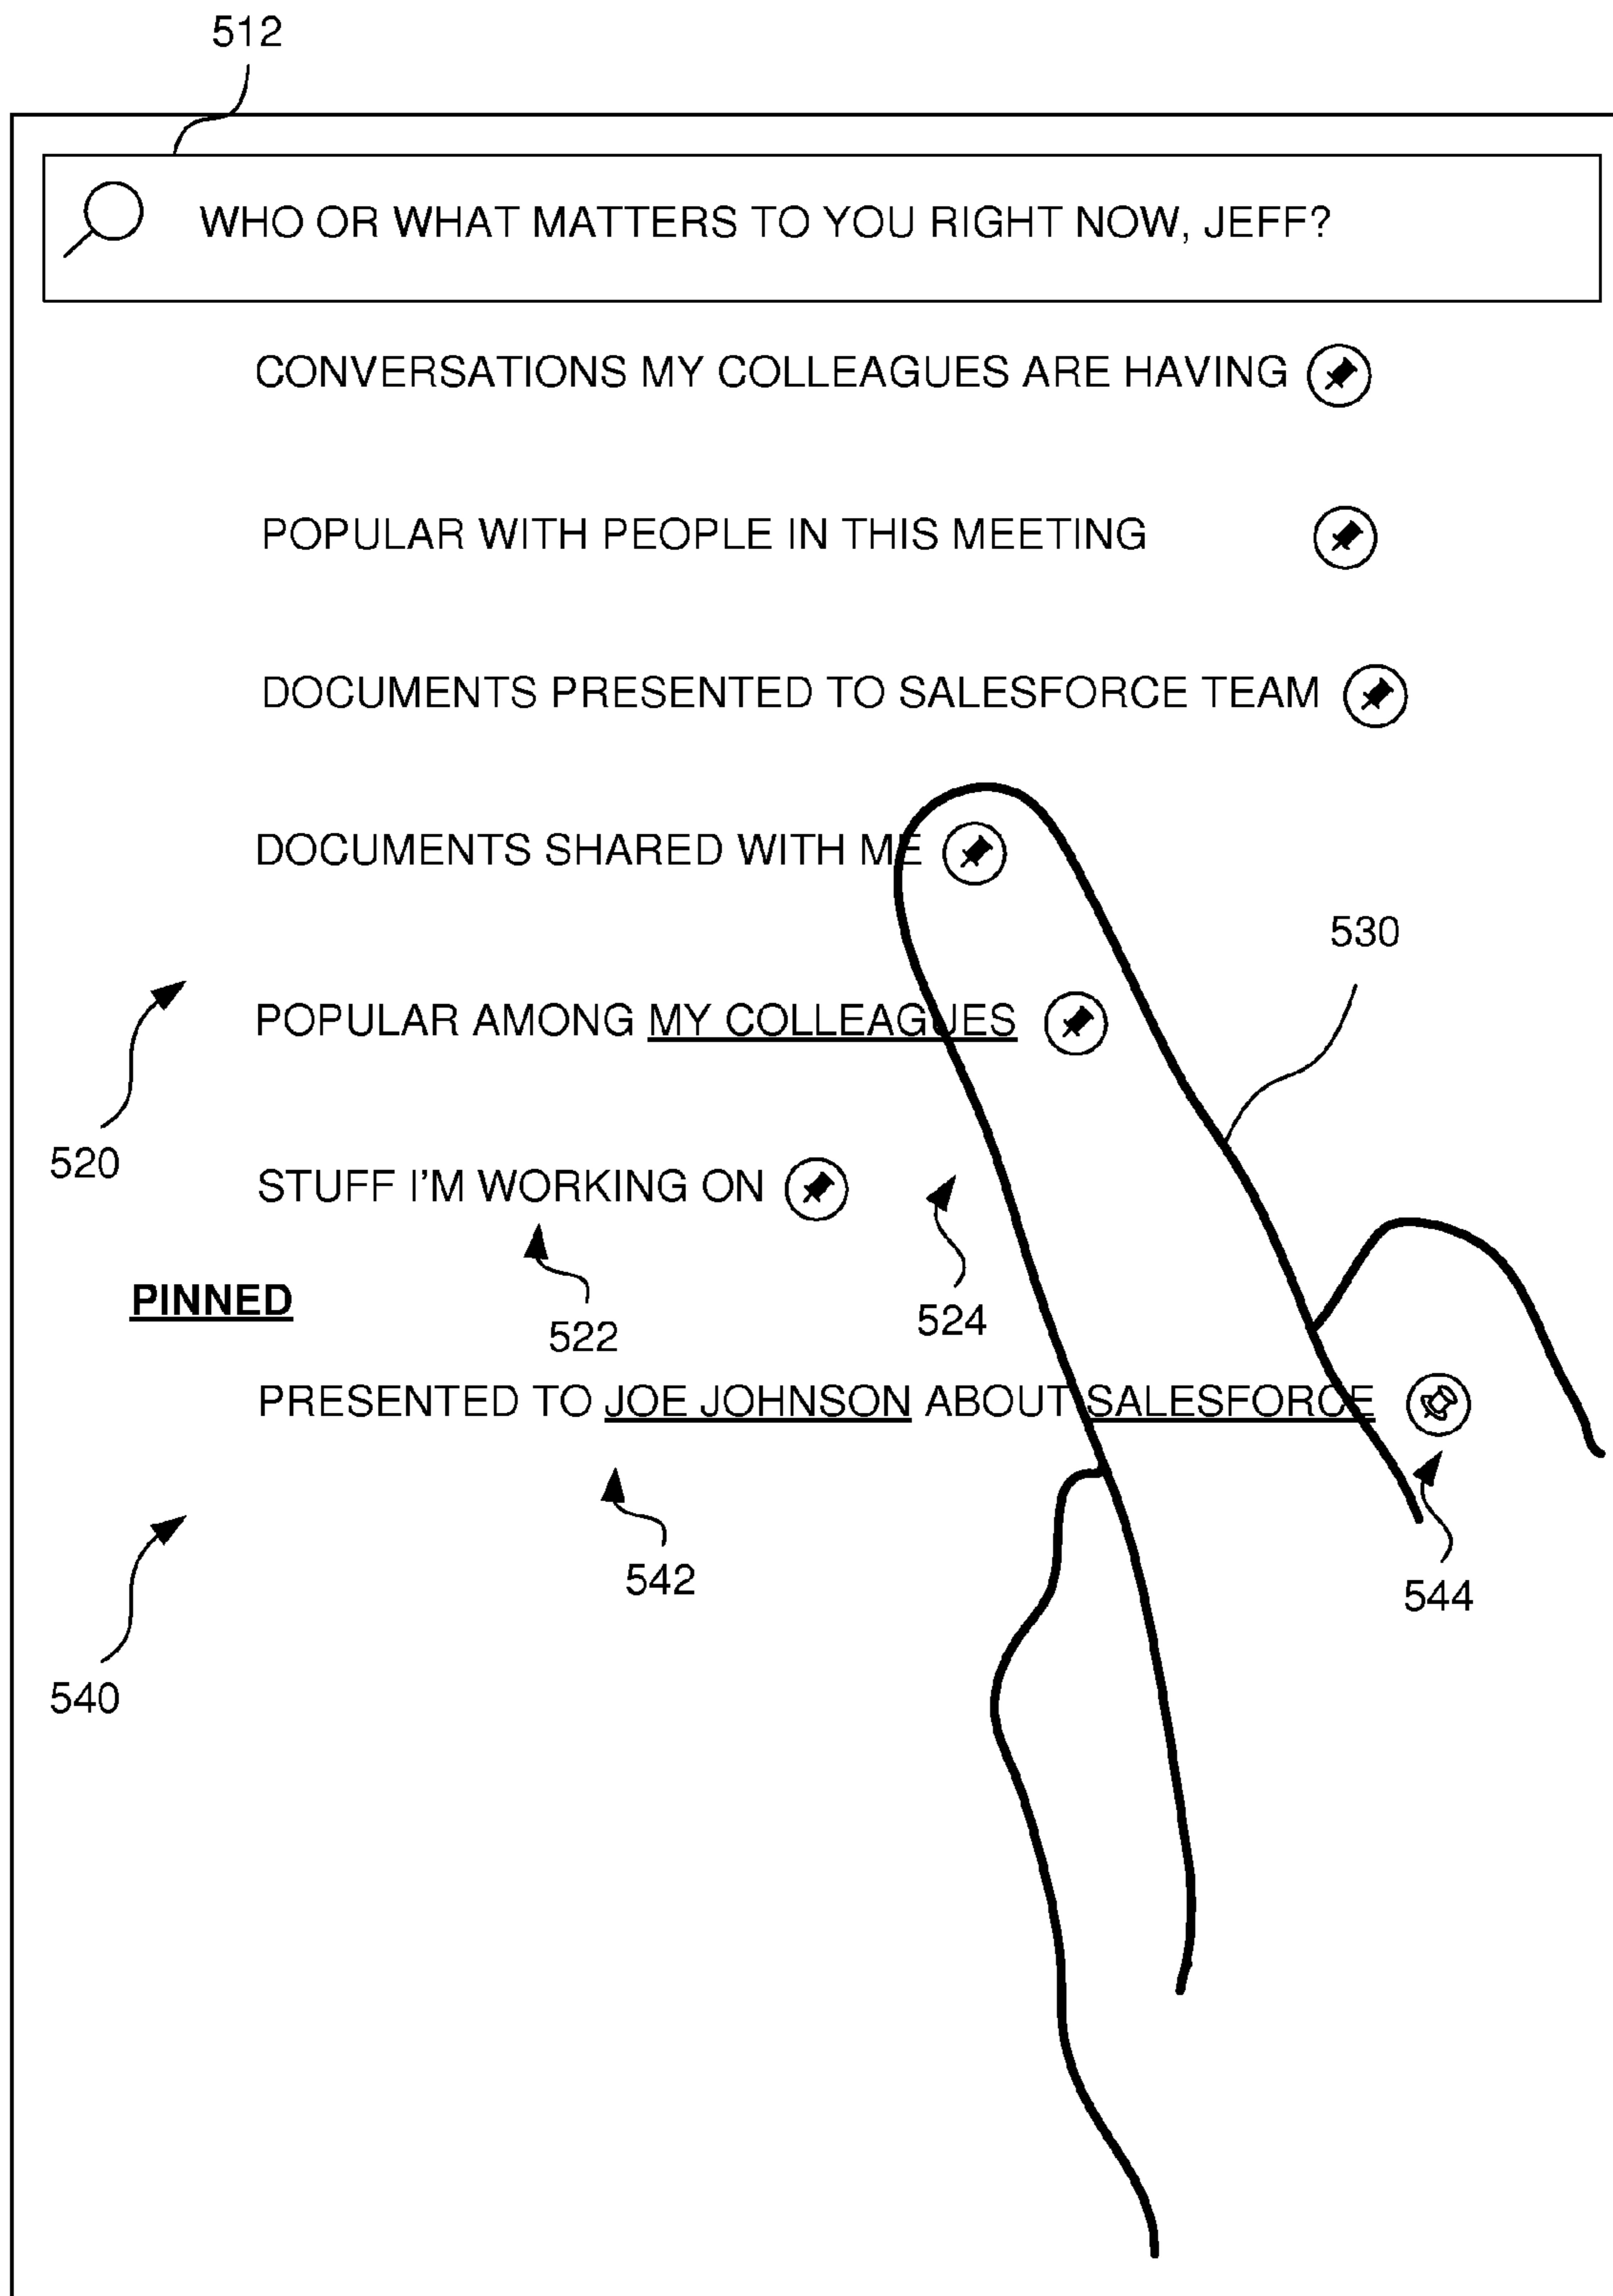 512
WHO OR WHAT MATTERS TO YOU RIGHT NOW, JEFF?
CONVERSATIONS MY COLLEAGUES ARE HAVING
POPULAR WITH PEOPLE IN THIS MEETING
DOCUMENTS PRESENTED TO SALESFORCE TEAM
DOCUMENTS SHARED WITH ME
530
POPULAR AMONG MY COLLEAGUES
520
STUFF I'M WORKING ON
PINNED
522
524
PRESENTED TO JOE JOHNSON ABOUT SALESFORCE
542
544
540